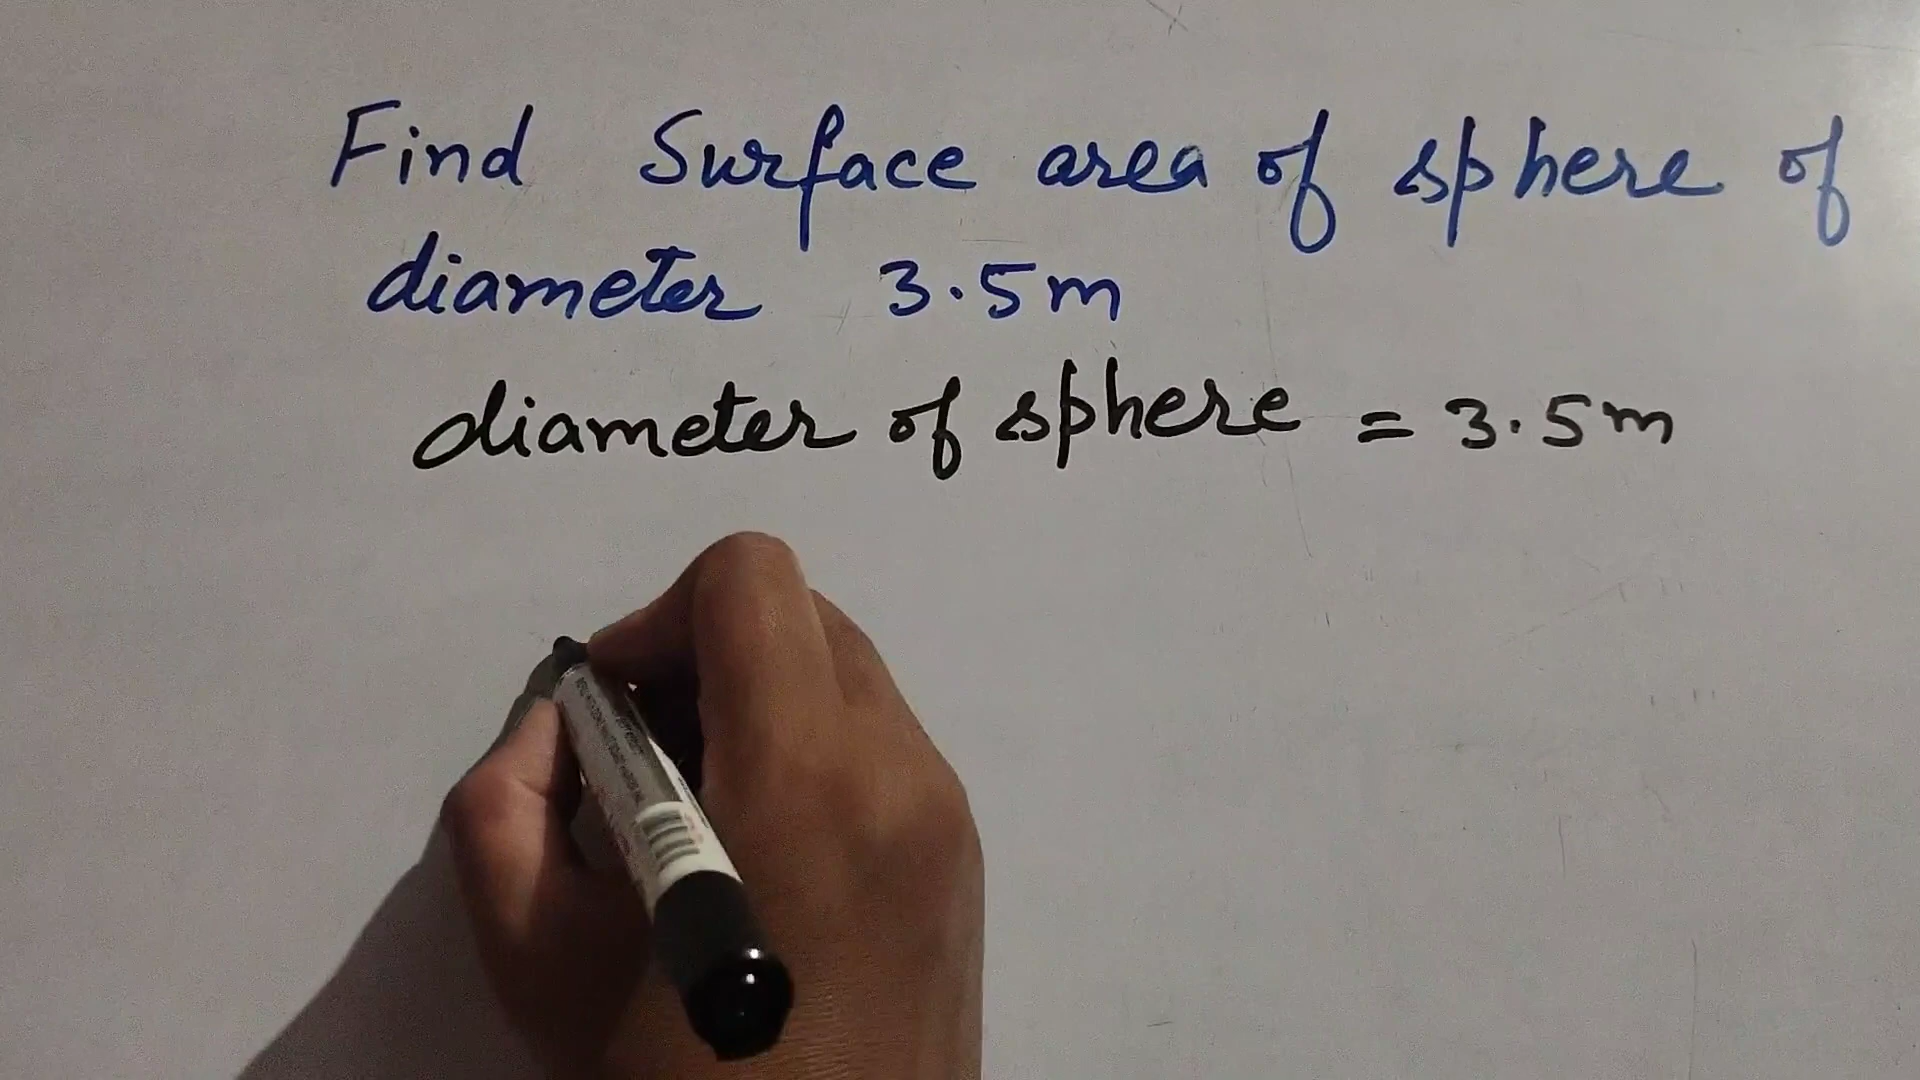 Find Surface area of sphere of
diameter 3.5m
diameter of sphere = 3.5m